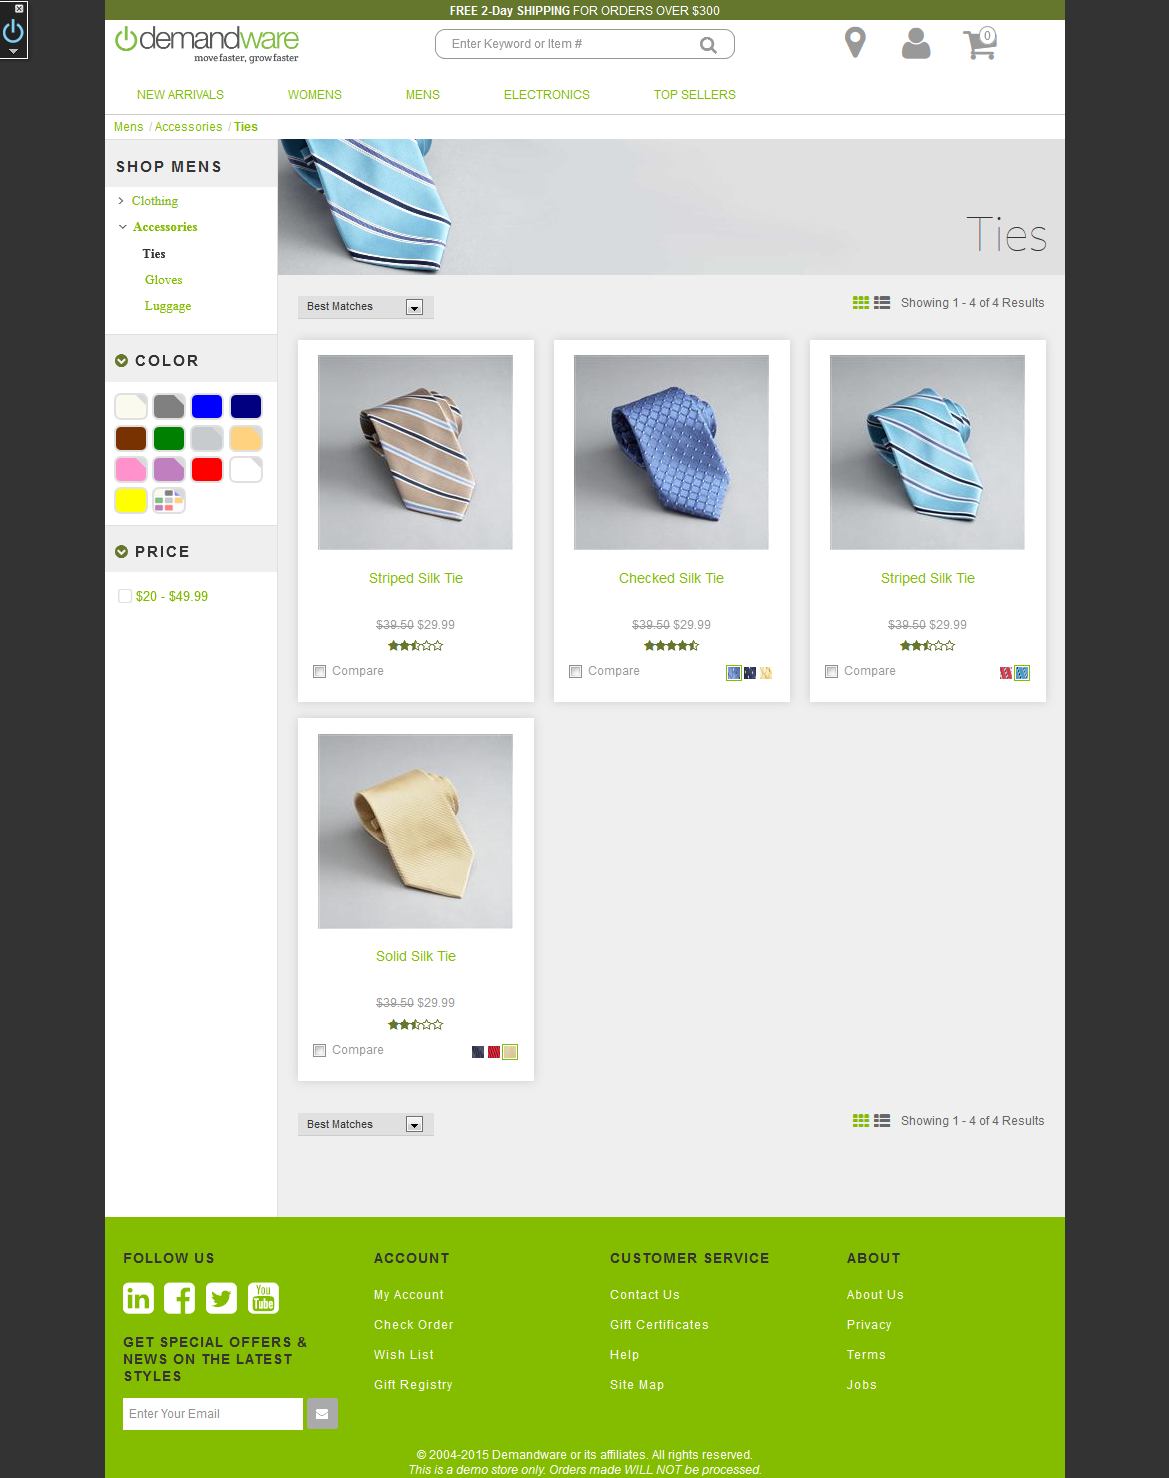 FREE 2-Day SHIPPING FOR ORDERS OVER $300
demandware
move faster, grow faster
Enter Keyword or Item #
0
NEW ARRIVALS WOMENS MENS ELECTRONICS TOP SELLERS
Mens / Accessories / Ties
SHOP MENS
Clothing
Accessories
Ties
Gloves
Luggage
COLOR
PRICE
$20 - $49.99
Ties
Best Matches
Showing 1 - 4 of 4 Results
Striped Silk Tie
$39.50 $29.99
Compare
Checked Silk Tie
$39.50 $29.99
Compare
Striped Silk Tie
$39.50 $29.99
Compare
Solid Silk Tie
$39.50 $29.99
Compare
Best Matches
Showing 1 - 4 of 4 Results
FOLLOW US
in
You
Tube
GET SPECIAL OFFERS &
NEWS ON THE LATEST
STYLES
Enter Your Email
ACCOUNT
My Account
Check Order
Wish List
Gift Registry
CUSTOMER SERVICE
Contact Us
Gift Certificates
Help
Site Map
ABOUT
About Us
Privacy
Terms
Jobs
© 2004-2015 Demandware or its affiliates. All rights reserved.
This is a demo store only. Orders made WILL NOT be processed.